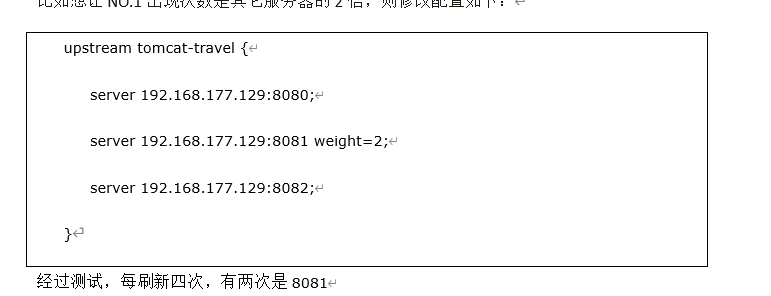 比如想让 NO.1 出现次数是其它服务器的 2 倍，则修改配置如下：
upstream tomcat-travel {
server 192.168.177.129:8080;
server 192.168.177.129:8081 weight=2;
server 192.168.177.129:8082;
}
经过测试，每刷新四次，有两次是 8081